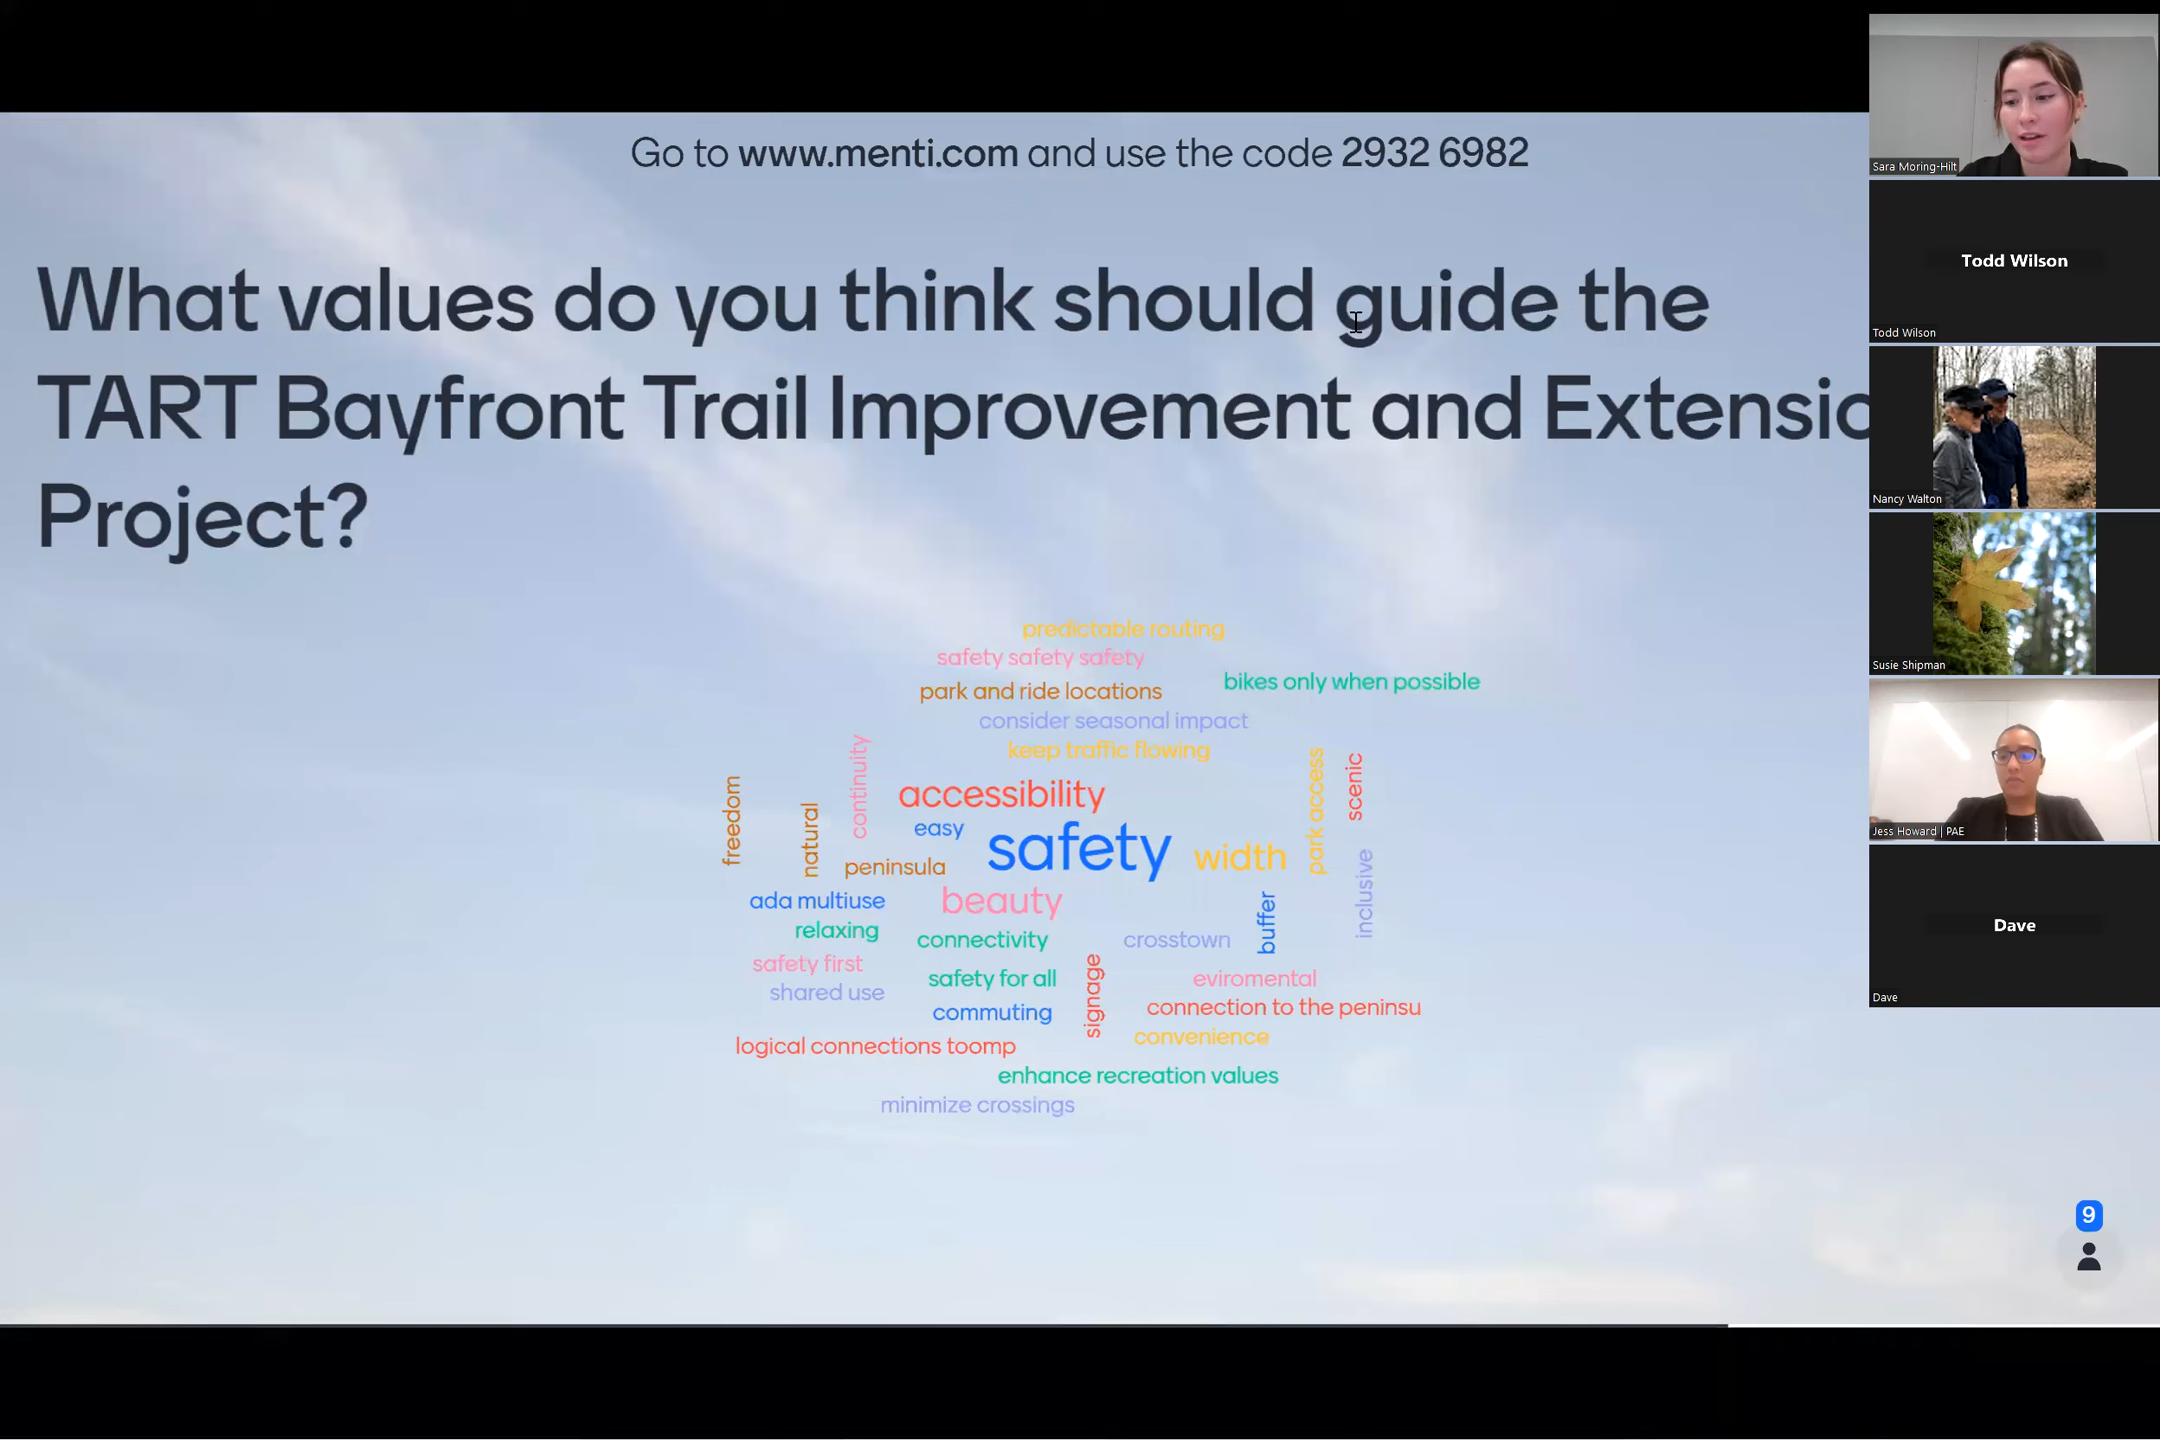 Go to www.menti.com and use the code 2932 6982
What values do you think should guide the
TART Bayfront Trail Improvement and Extensio
Project?
predictable routing
safety safety safety
bikes only when possible
park and ride locations
consider seasonal impact
keep traffic flowing
continuity
park access
scenic
freedom
natural
accessibility
easy
safety
width
peninsula
inclusive
ada multiuse
beauty
buffer
relaxing
connectivity
crosstown
safety first
safety for all
signage
eviromental
shared use
commuting
connection to the peninsu
convenience
logical connections toomp
enhance recreation values
minimize crossings
9
Sara Moring-Hilt
Todd Wilson
Todd Wilson
Nancy Walton
Susie Shipman
Jess Howard | PAE
Dave
Dave